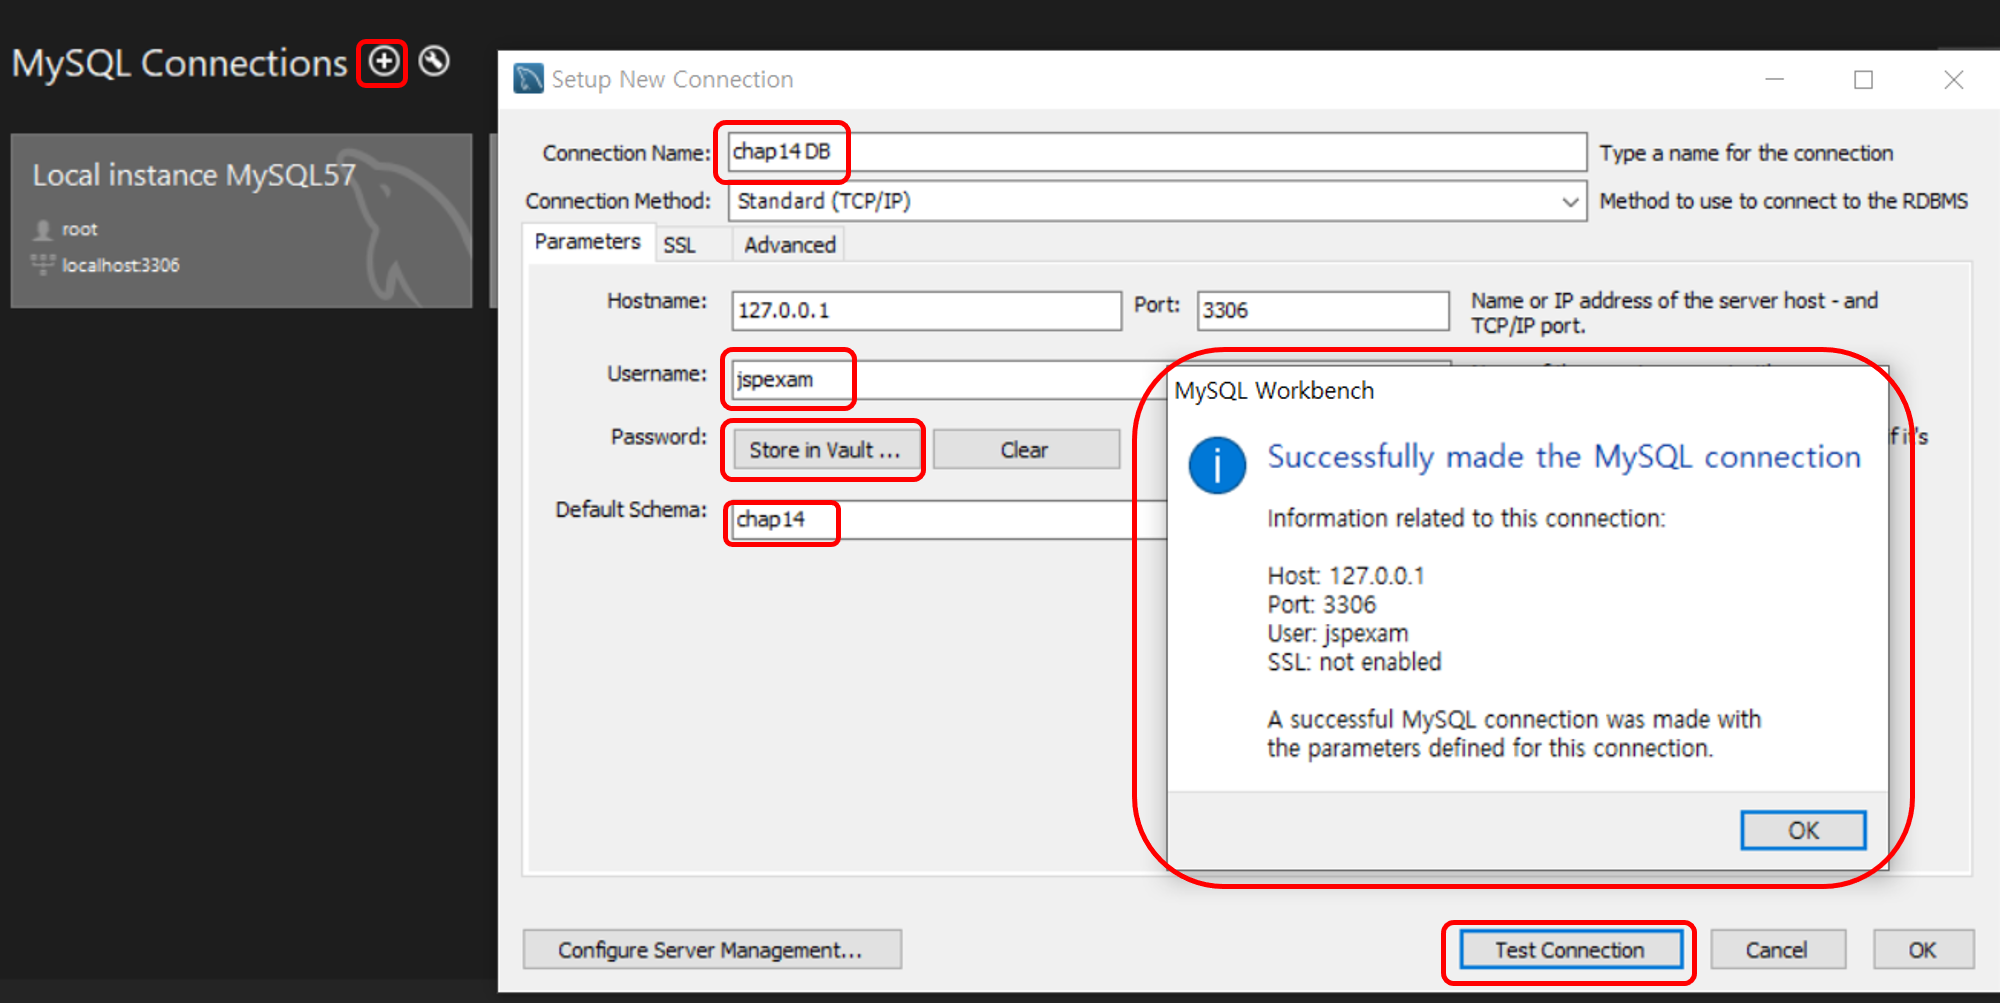 MySQL Connections
Local instance MySQL57
root
localhost:3306
Setup New Connection
Connection Name: chap14 DB Type a name for the connection
Connection Method: Standard (TCP/IP) Method to use to connect to the RDBMS
Parameters SSL Advanced
Hostname: 127.0.0.1 Port: 3306 Name or IP address of the server host - and
TCP/IP port.
Username: jspexam
Password: Store in Vault ... Clear if it's
Default Schema: chap14
MySQL Workbench
Successfully made the MySQL connection
Information related to this connection:
Host: 127.0.0.1
Port: 3306
User: jspexam
SSL: not enabled
A successful MySQL connection was made with
the parameters defined for this connection.
OK
Configure Server Management... Test Connection Cancel OK